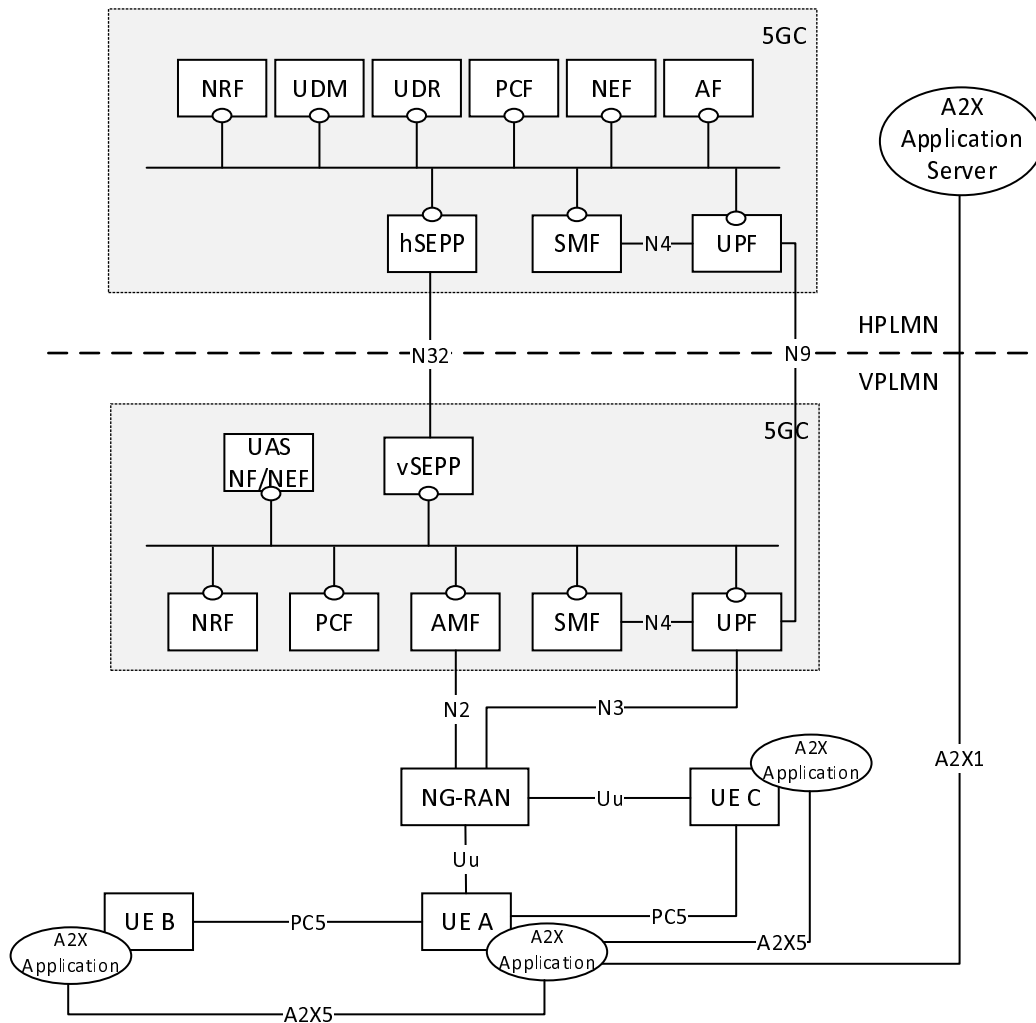 5GC
NRF
UDM
UDR
PCF
NEF
AF
A2X
Application
Server
hSEPP
SMF
N4
UPF
HPLMN
N32
N9
VPLMN
5GC
UAS
NF/NEF
vSEPP
NRF
PCF
AMF
SMF
N4
UPF
N2
N3
A2X
Application
A2X1
NG-RAN
Uu
UE C
Uu
UE B
PC5
UE A
PC5
A2X
Application
A2X
Application
A2X5
A2X5